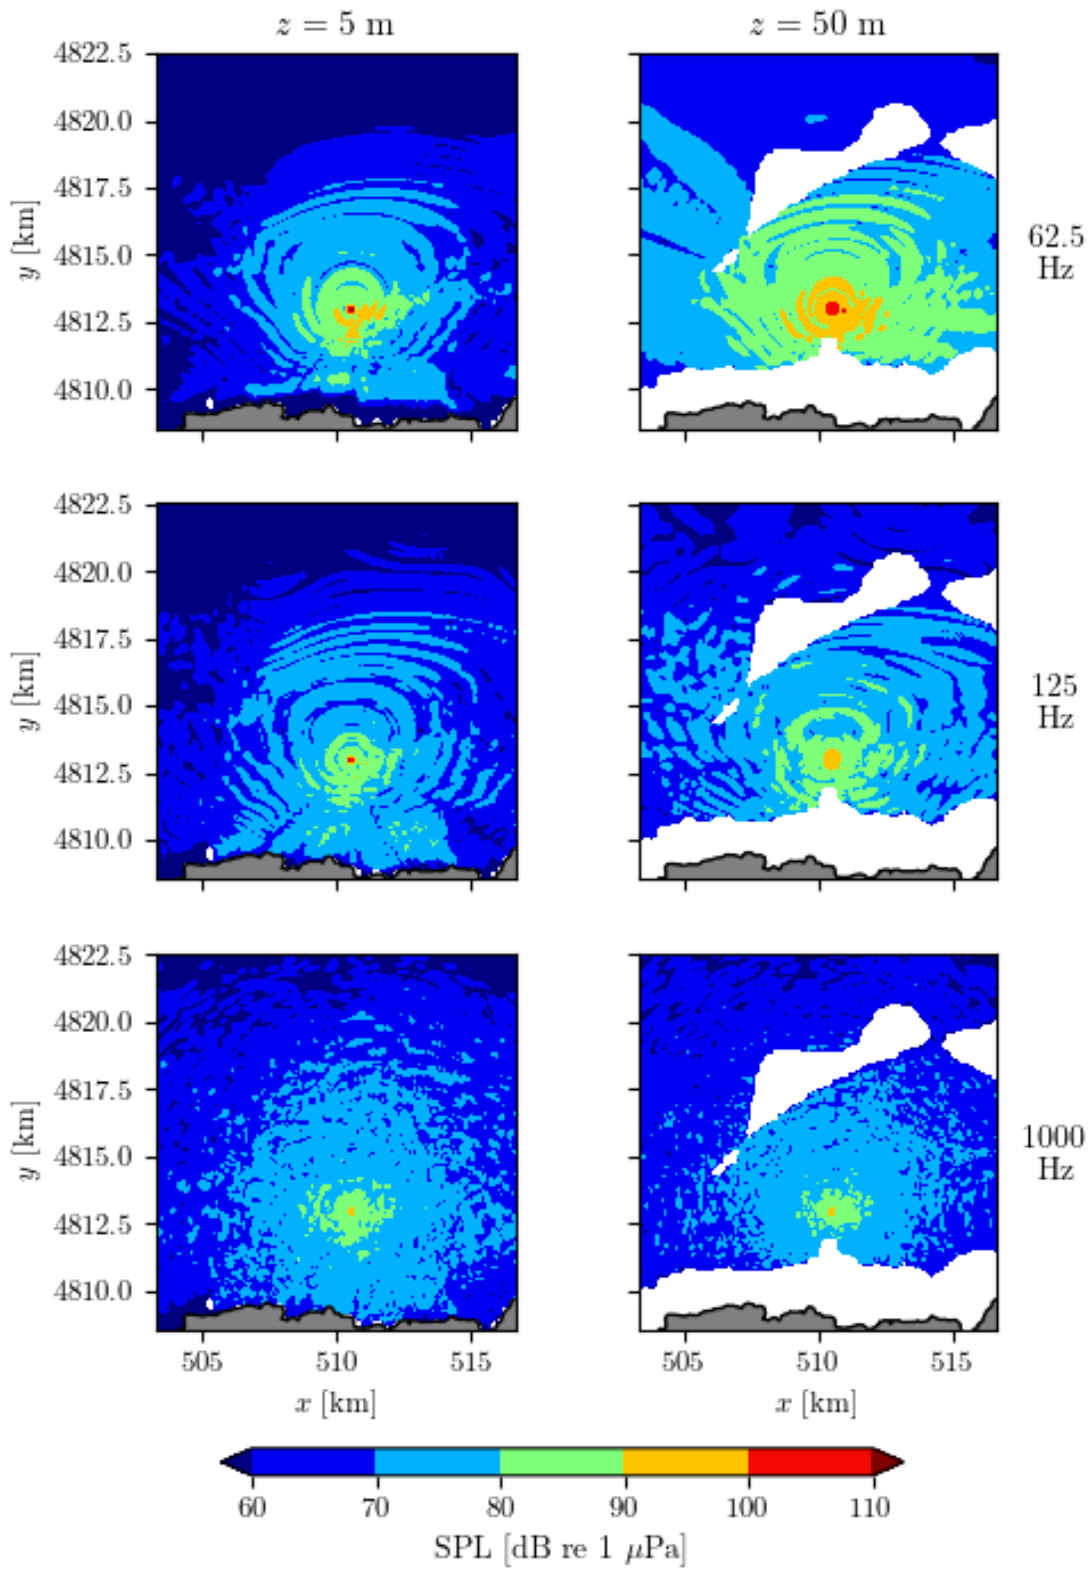 z = 5 m
z = 50 m
4822.5
4820.0
4817.5
4815.0
4812.5
4810.0
y [km]
62.5
Hz
4822.5
4820.0
4817.5
4815.0
4812.5
4810.0
y [km]
125
Hz
4822.5
4820.0
4817.5
4815.0
4812.5
4810.0
y [km]
1000
Hz
505 510 515
505 510 515
x [km]
x [km]
60 70 80 90 100 110
SPL [dB re 1 μPa]